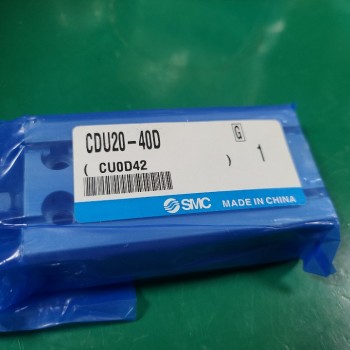 CDU20-40D
G
( CU0D42 ) 1
SMC MADE IN CHINA